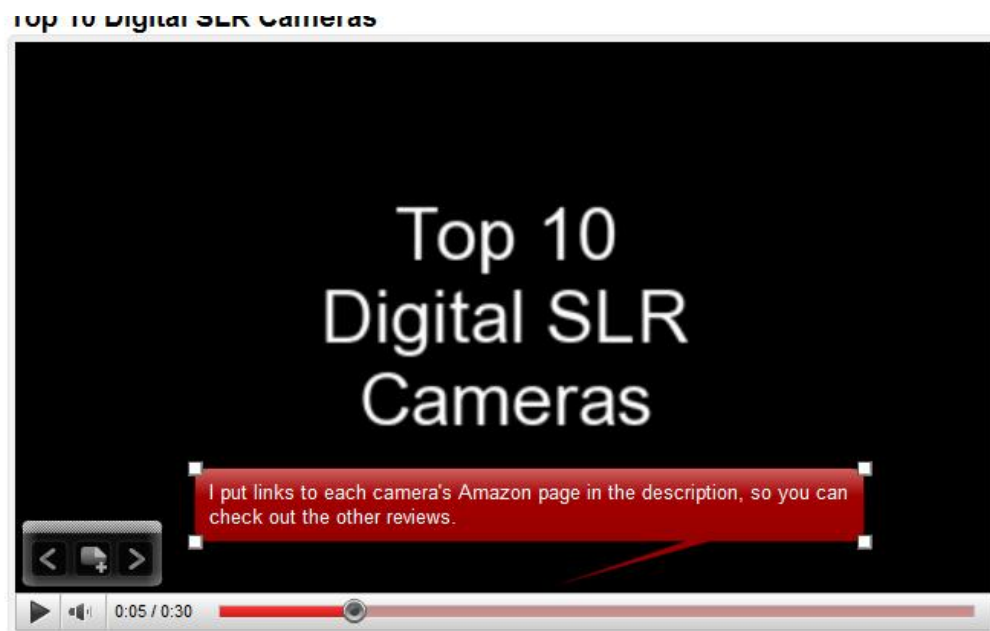 Top 10 Digital SLR Cameras
Top 10
Digital SLR
Cameras
I put links to each camera's Amazon page in the description, so you can
check out the other reviews.
0:05 / 0:30